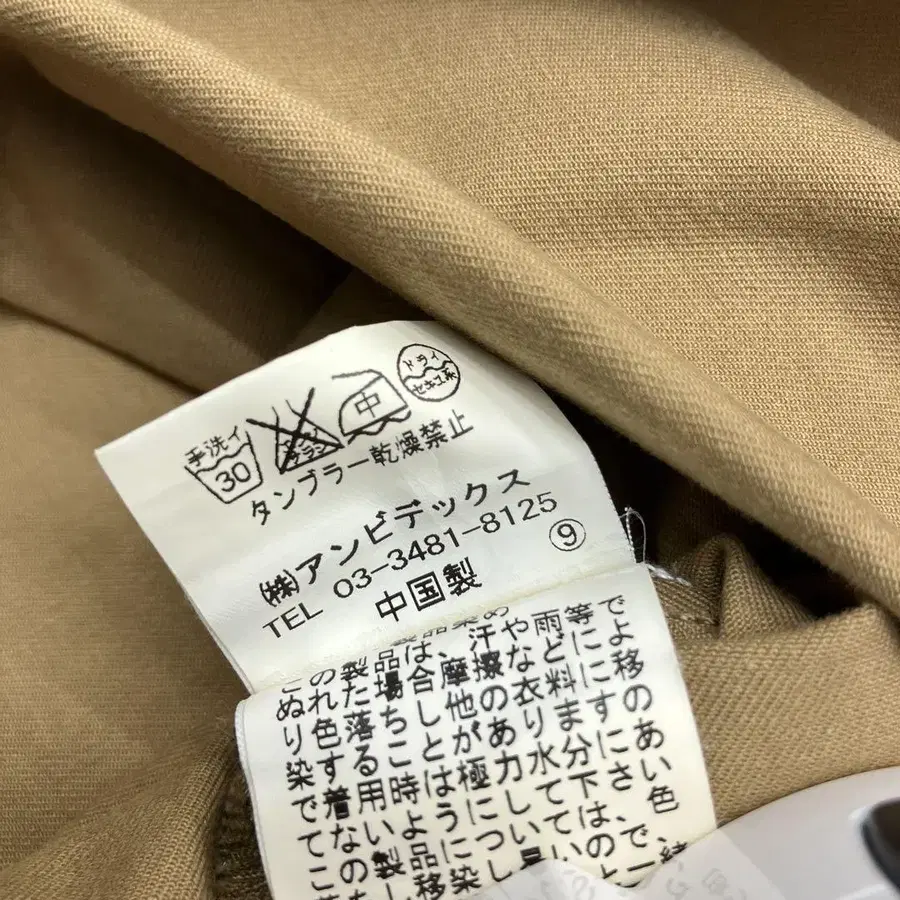 手洗イ
30
中
ドライ
セキユ系
タンブラー乾燥禁止
㈱アンビデックス
TEL 03-3481-8125
⑨
中国製
製品染め
この製品は、汗や雨等で
ぬれた場合、摩擦などによ
り色落ちし他の衣料に移
染することがありますの
で着用時は極力水分にあ
てないようにして下さい
この製品については、色